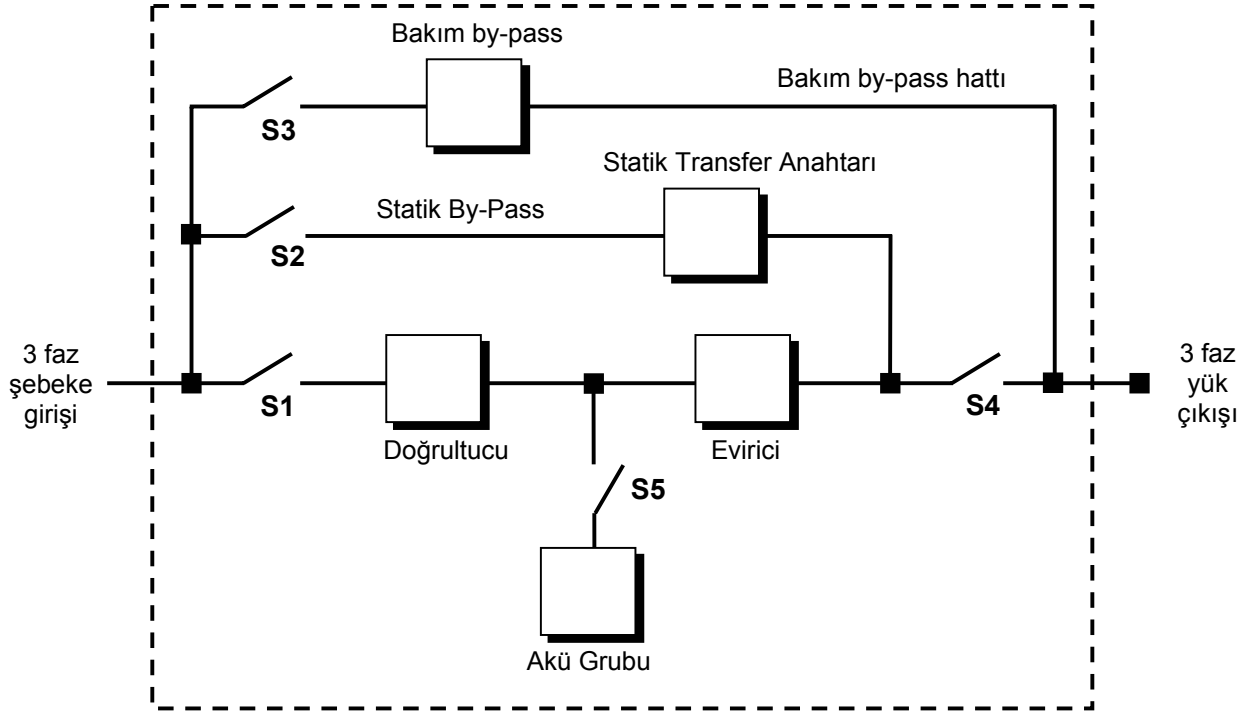 Bakım by-pass
Bakım by-pass hattı
S3
Statik Transfer Anahtarı
Statik By-Pass
S2
3 faz
şebeke
girişi
S1
S4
3 faz
yük
çıkışı
Doğrultucu
Evirici
S5
Akü Grubu